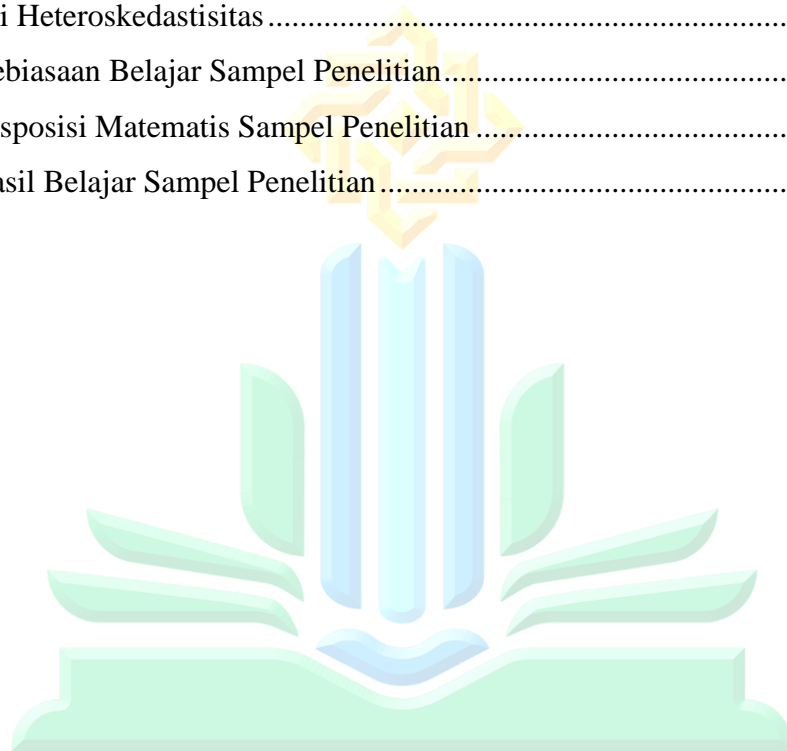 i Heteroskedastisitas................................................................
ebiasaan Belajar Sampel Penelitian..........................................
sposisi Matematis Sampel Penelitian ......................................
asil Belajar Sampel Penelitian..................................................